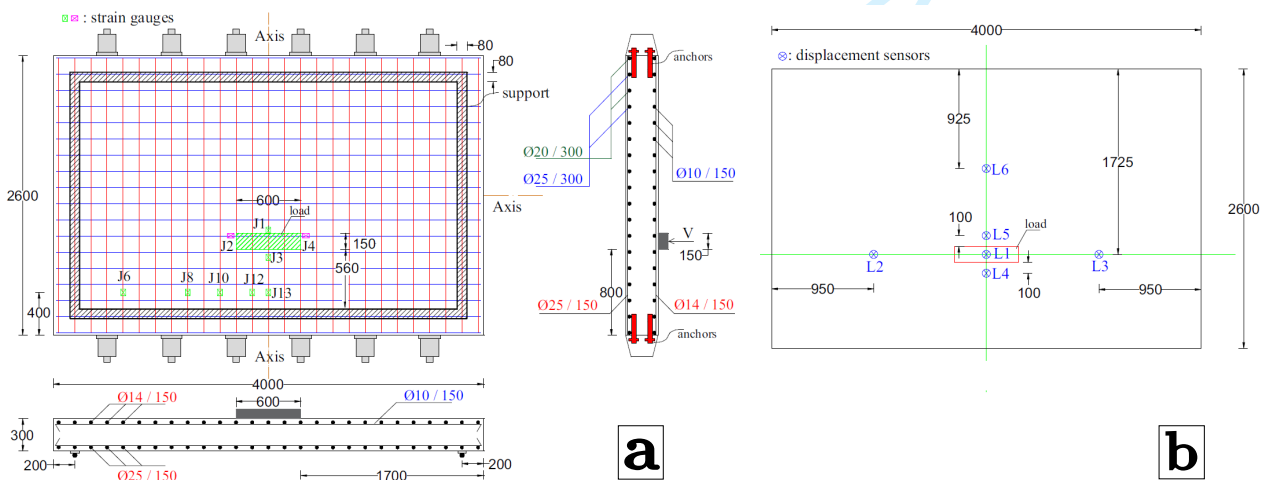 : strain gauges
Axis
80
80
support
2600
600
load
J1
J2
J4
150
J3
560
Axis
J6
J8
J10
J12
J13
400
Axis
4000
Ø14 / 150
600
Ø10 / 150
300
200
Ø25 / 150
1700
200
anchors
Ø20 / 300
Ø25 / 300
Ø10 / 150
V
150
800
Ø25 / 150
Ø14 / 150
anchors
a
4000
: displacement sensors
925
1725
L6
2600
100
L5
load
L1
L2
L3
L4
100
950
950
b